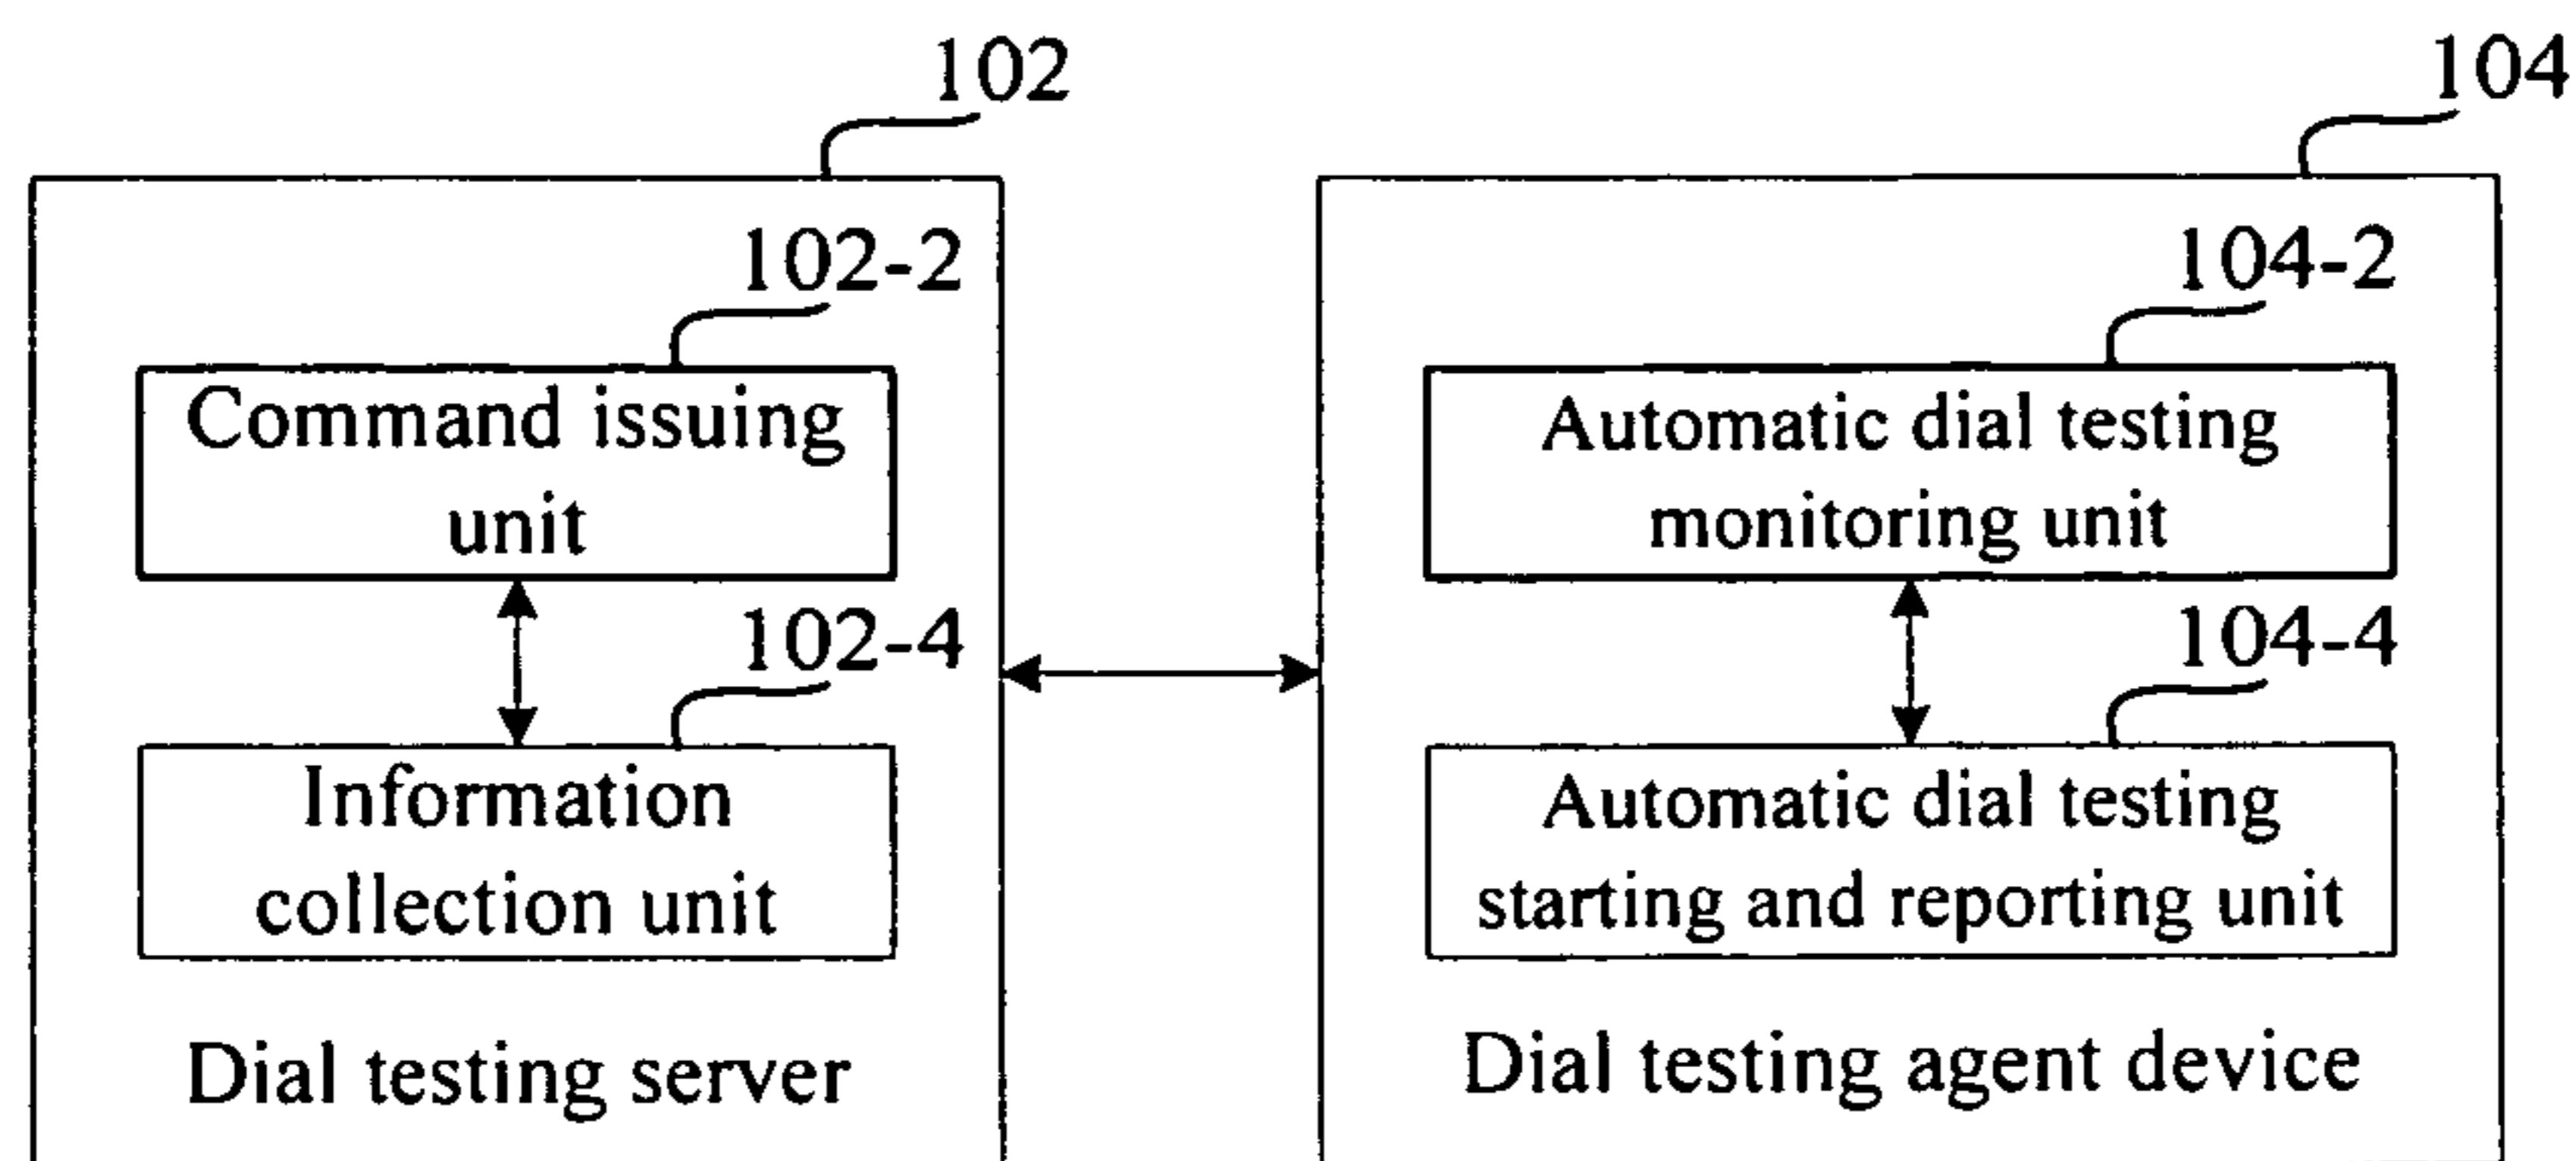 102
104
102-2
104-2
Command issuing
unit
Automatic dial testing
monitoring unit
102-4
104-4
Information
collection unit
Automatic dial testing
starting and reporting unit
Dial testing server
Dial testing agent device